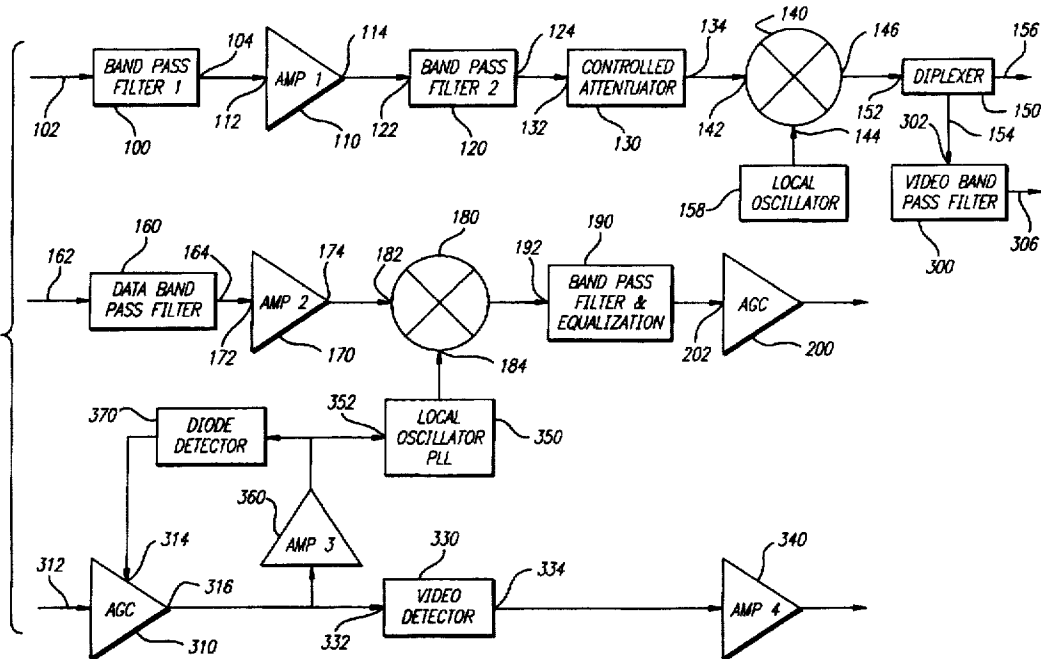 140
104
114
124
134
146
156
BAND PASS
FILTER 1
AMP 1
BAND PASS
FILTER 2
CONTROLLED
ATTENTUATOR
DIPLEXER
102
112
122
132
142
152
150
100
110
120
130
144
302
154
LOCAL
OSCILLATOR
158
VIDEO BAND
PASS FILTER
306
300
160
180
190
162
164
174
182
192
DATA BAND
PASS FILTER
AMP 2
BAND PASS
FILTER &
EQUALIZATION
AGC
172
170
184
202
200
370
352
DIODE
DETECTOR
LOCAL
OSCILLATOR
PLL
350
360
AMP 3
314
330
340
312
316
334
AGC
VIDEO
DETECTOR
AMP 4
310
332